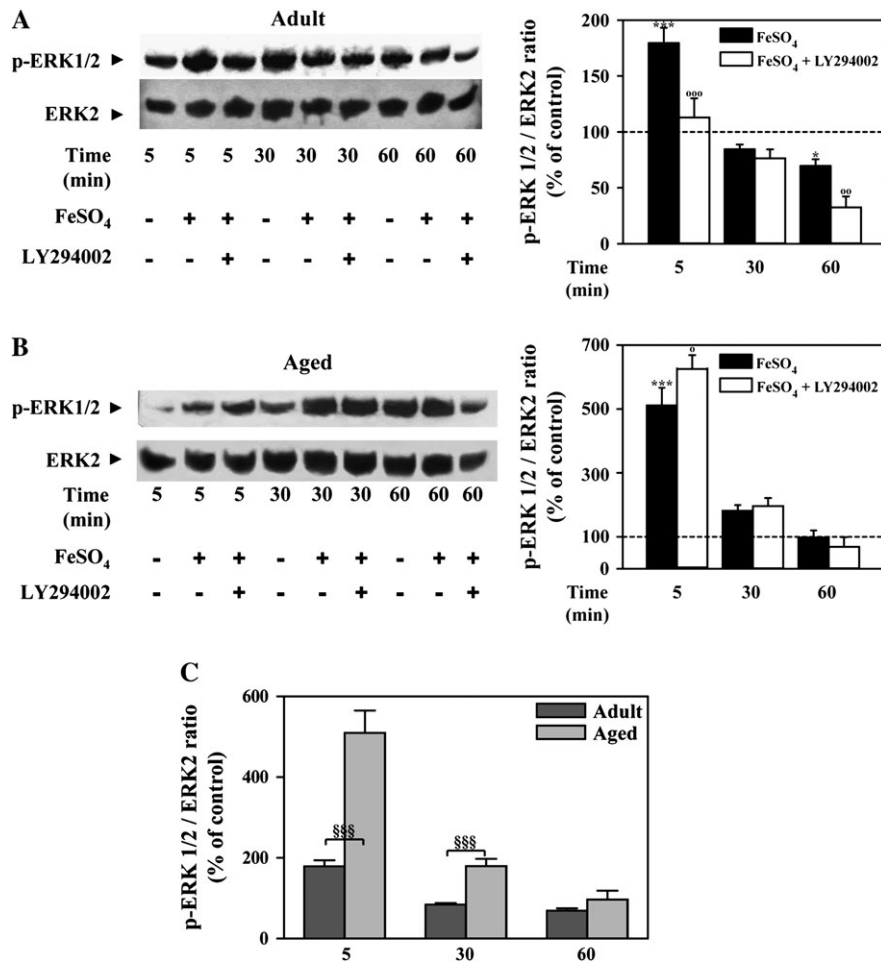 A
Adult
p-ERK1/2 ►
ERK2 ►
Time (min) 5 5 5 30 30 30 60 60 60
FeSO₄ - + + - + + - + +
LY294002 - - + - - + - - +
p-ERK 1/2 / ERK2 ratio
(% of control)
200
150
100
50
0
***
ooo
*
oo
FeSO₄
FeSO₄ + LY294002
Time (min) 5 30 60
B
Aged
p-ERK1/2 ►
ERK2 ►
Time (min) 5 5 5 30 30 30 60 60 60
FeSO₄ - + + - + + - + +
LY294002 - - + - - + - - +
p-ERK 1/2 / ERK2 ratio
(% of control)
700
500
300
100
0
***
o
FeSO₄
FeSO₄ + LY294002
Time (min) 5 30 60
C
p-ERK 1/2 / ERK2 ratio
(% of control)
600
400
200
0
§§§
§§§
Adult
Aged
5 30 60